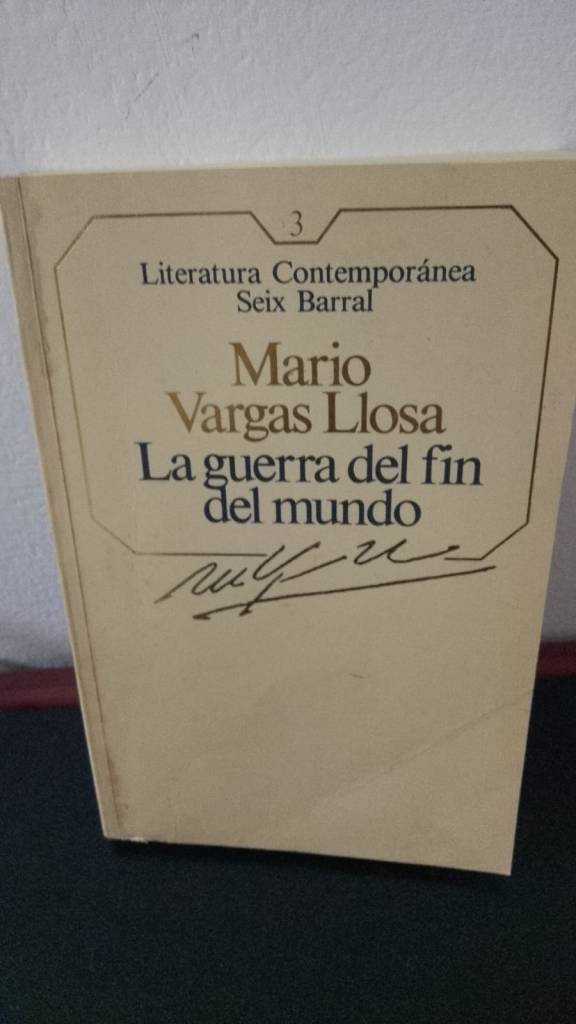 3
Literatura Contemporánea
Seix Barral
Mario
Vargas Llosa
La guerra del fin
del mundo